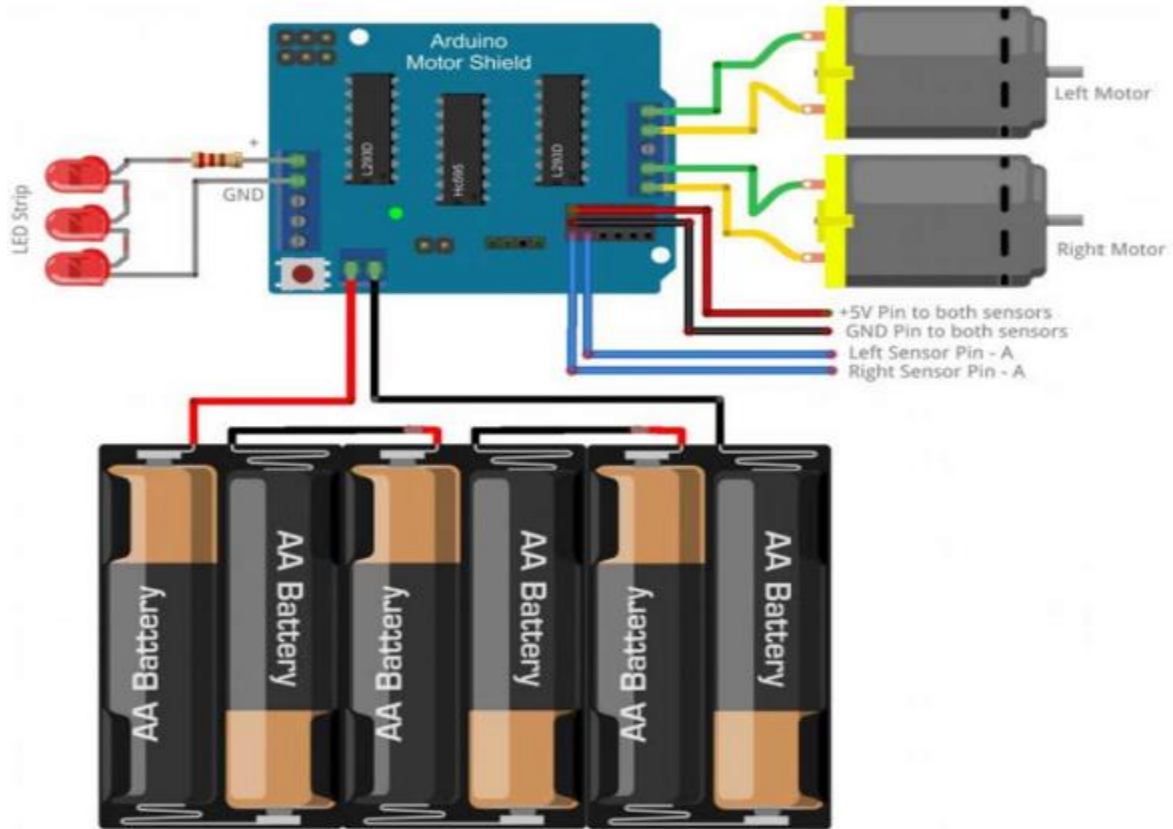 Arduino
Motor Shield
L293D
Hc595
L293D
+
GND
LED Strip
Left Motor
Right Motor
+5V Pin to both sensors
GND Pin to both sensors
Left Sensor Pin - A
Right Sensor Pin - A
AA Battery
AA Battery
AA Battery
AA Battery
AA Battery
AA Battery